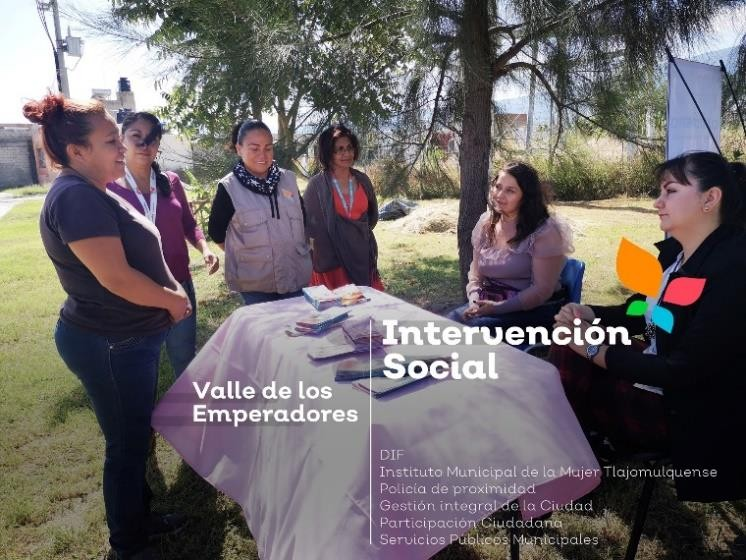 Intervención
Social
Valle de los
Emperadores
DIF
Instituto Municipal de la Mujer Tlajomulquense
Policía de proximidad
Gestión integral de la Ciudad
Participación Ciudadana
Servicios Públicos Municipales